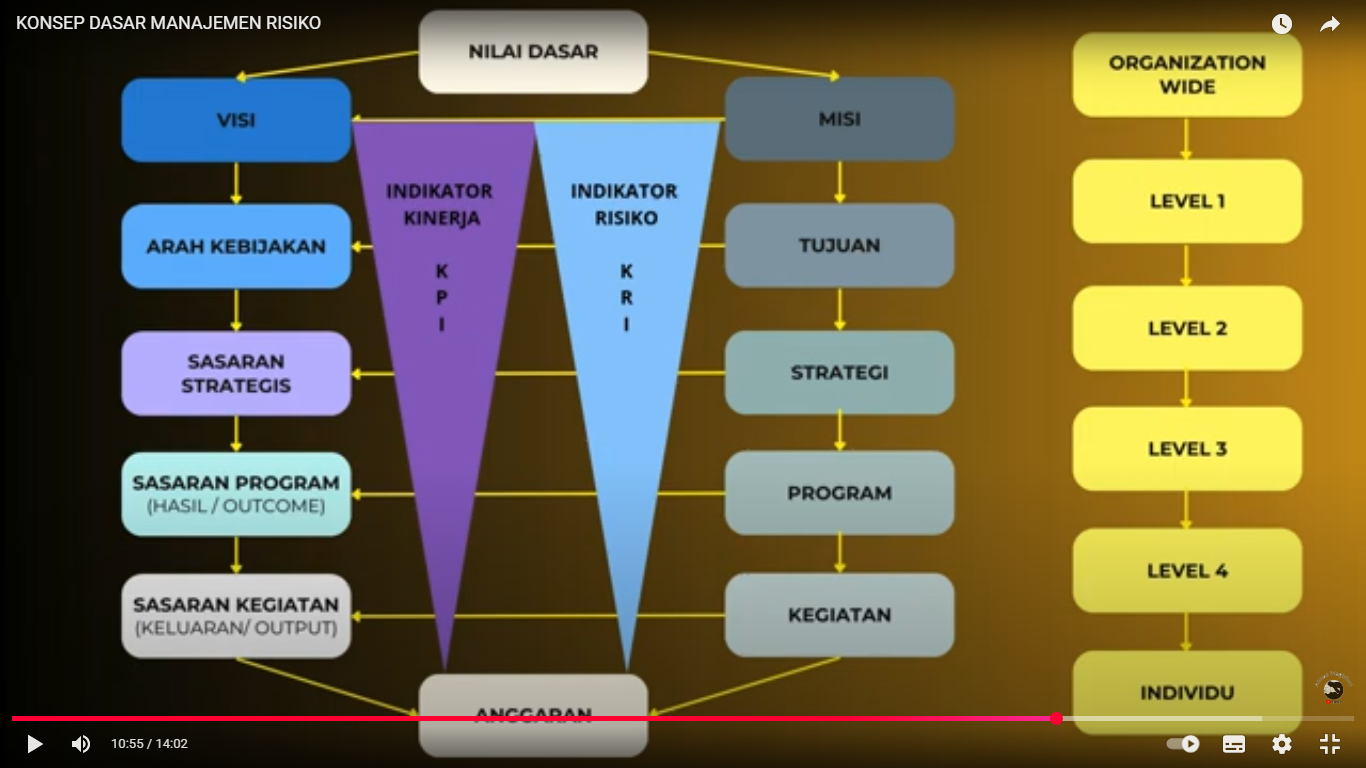 KONSEP DASAR MANAJEMEN RISIKO
NILAI DASAR
VISI
MISI
INDIKATOR
KINERJA
K
P
I
INDIKATOR
RISIKO
K
R
I
ARAH KEBIJAKAN
TUJUAN
SASARAN
STRATEGIS
STRATEGI
SASARAN PROGRAM
(HASIL / OUTCOME)
PROGRAM
SASARAN KEGIATAN
(KELUARAN/ OUTPUT)
KEGIATAN
ANGGARAN
ORGANIZATION
WIDE
LEVEL 1
LEVEL 2
LEVEL 3
LEVEL 4
INDIVIDU
10:55 / 14:02